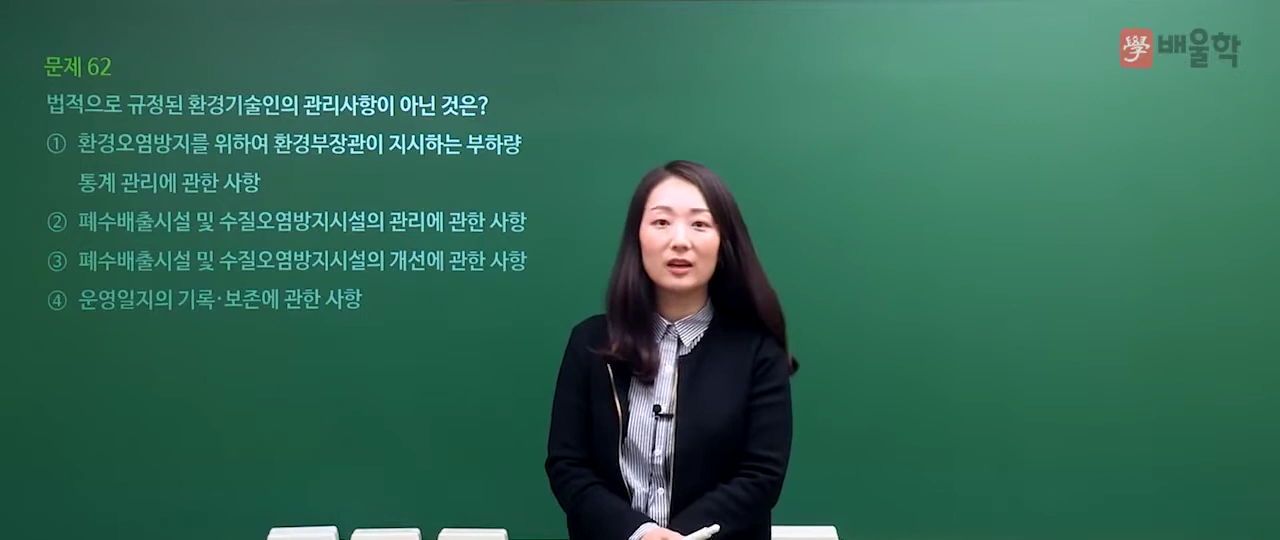 學 배울학
문제 62
법적으로 규정된 환경기술인의 관리사항이 아닌 것은?
① 환경오염방지를 위하여 환경부장관이 지시하는 부하량
통계 관리에 관한 사항
② 폐수배출시설 및 수질오염방지시설의 관리에 관한 사항
③ 폐수배출시설 및 수질오염방지시설의 개선에 관한 사항
④ 운영일지의 기록·보존에 관한 사항